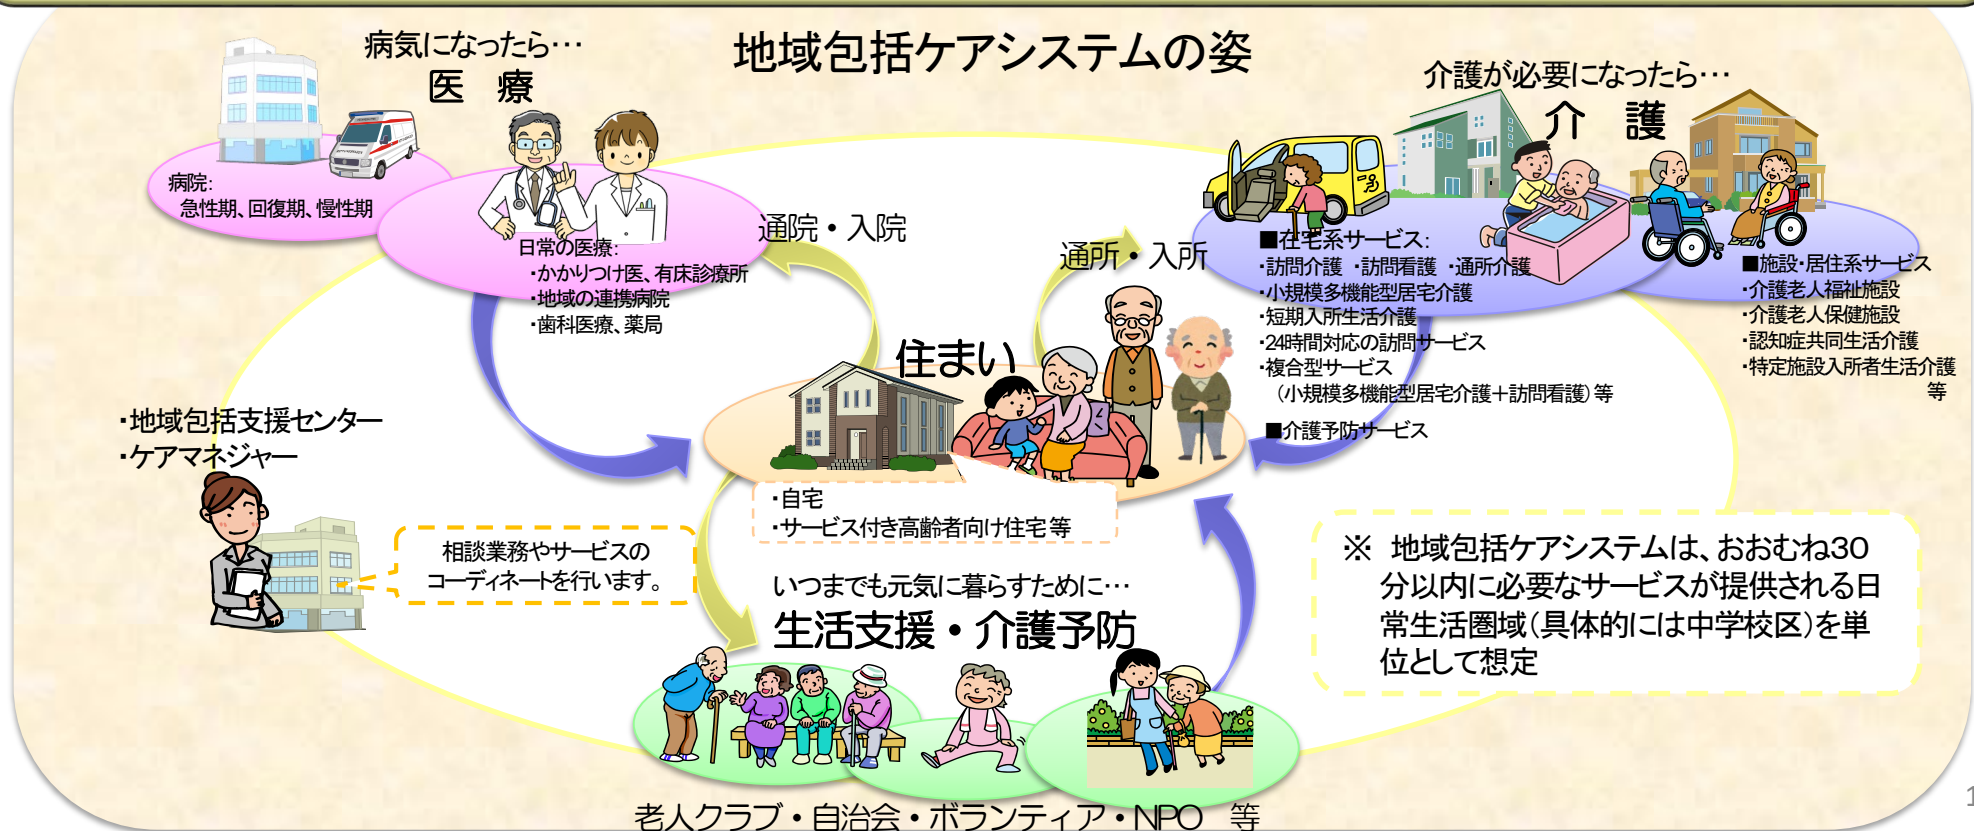 地域包括ケアシステムの姿
病気になったら…
医 療
病院:
急性期、回復期、慢性期
日常の医療:
・かかりつけ医、有床診療所
・地域の連携病院
・歯科医療、薬局
通院・入院
通所・入所
介護が必要になったら…
介 護
■在宅系サービス:
・訪問介護 ・訪問看護 ・通所介護
・小規模多機能型居宅介護
・短期入所生活介護
・24時間対応の訪問サービス
・複合型サービス
(小規模多機能型居宅介護+訪問看護)等
■介護予防サービス
■施設・居住系サービス
・介護老人福祉施設
・介護老人保健施設
・認知症共同生活介護
・特定施設入所者生活介護
等
住まい
・自宅
・サービス付き高齢者向け住宅 等
・地域包括支援センター
・ケアマネジャー
相談業務やサービスの
コーディネートを行います。
いつまでも元気に暮らすために…
生活支援・介護予防
老人クラブ・自治会・ボランティア・NPO 等
※ 地域包括ケアシステムは、おおむね30
分以内に必要なサービスが提供される日
常生活圏域(具体的には中学校区)を単
位として想定
1